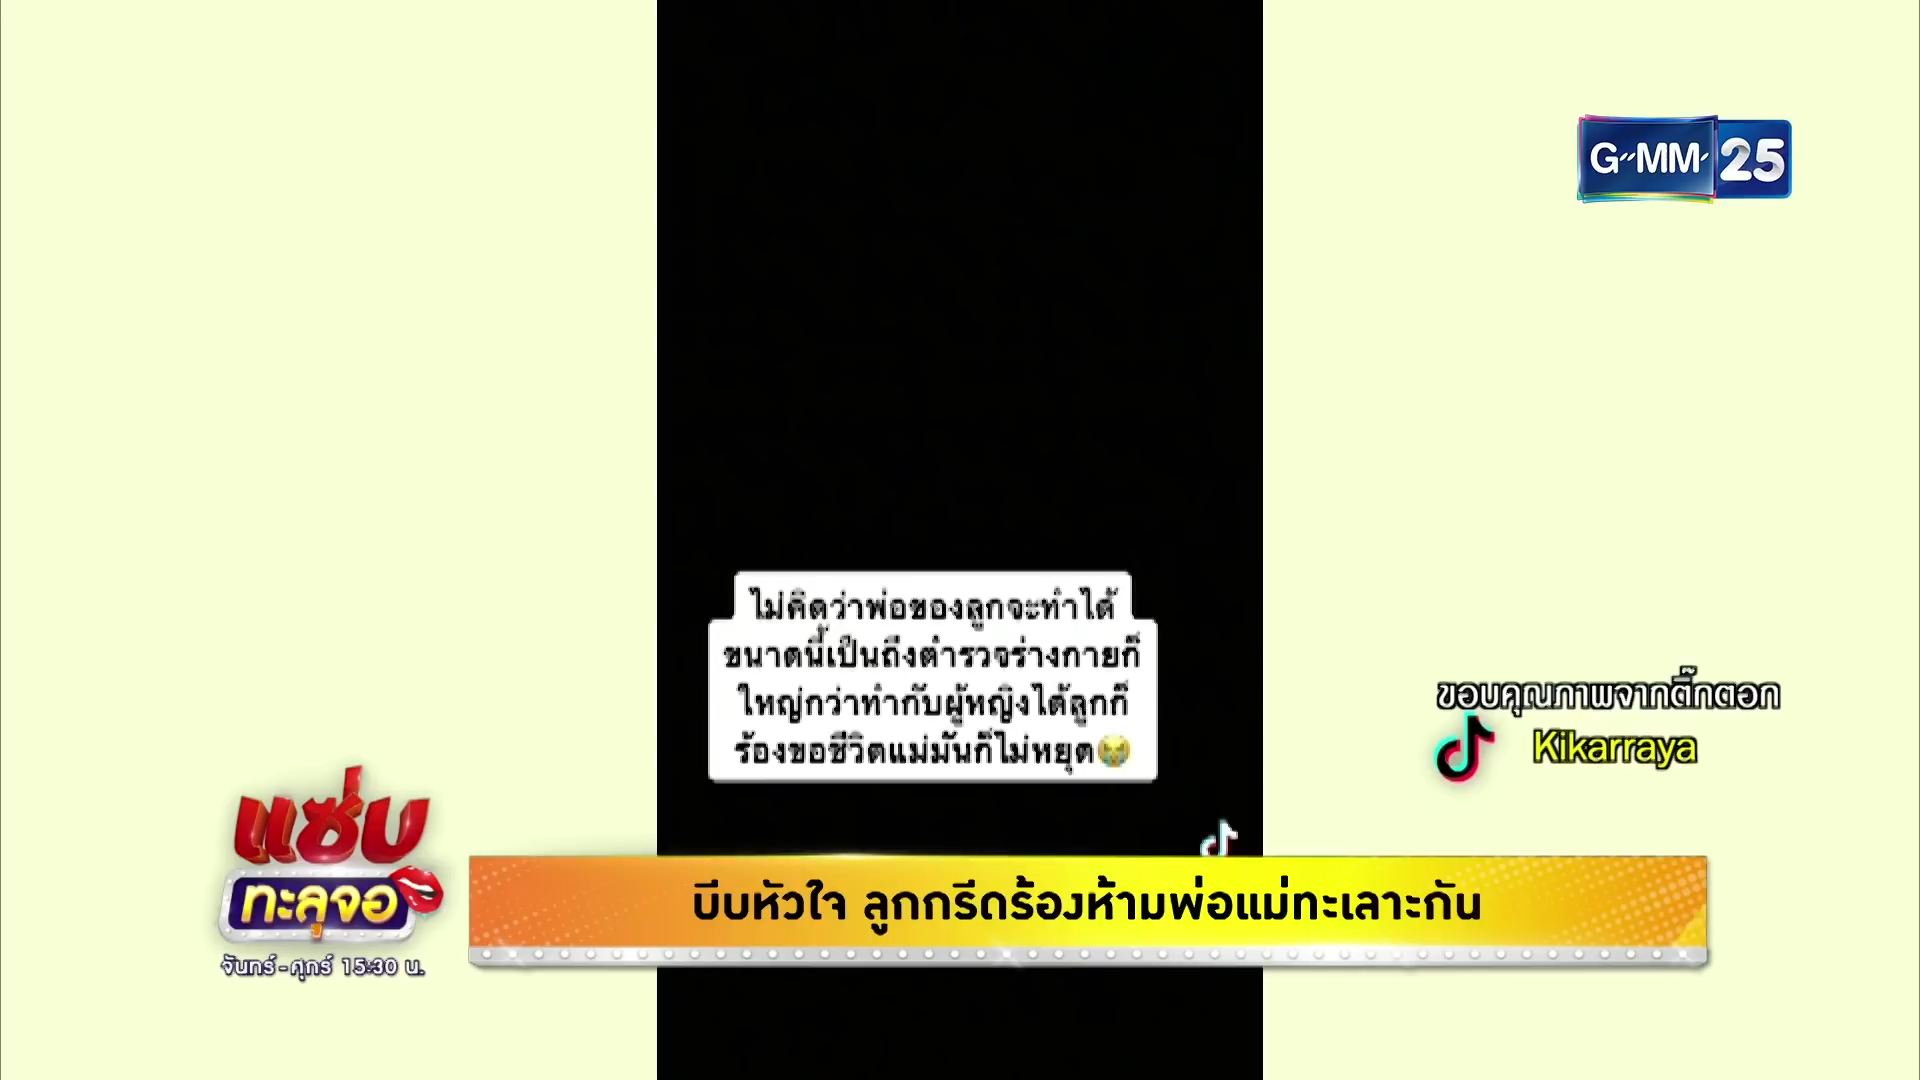 G-MM 25
ไม่คิดว่าพ่อของลูกจะทำได้
ขนาดนี้เป็นถึงตำรวจร่างกายก็
ใหญ่กว่าทำกับผู้หญิงได้ลูกก็
ร้องขอชีวิตแม่มันก็ไม่หยุด😭
ขอบคุณภาพจากติ๊กตอก
Kikarraya
แซ่บ
ทะลุจอ
จันทร์-ศุกร์ 15:30 น.
บีบหัวใจ ลูกกรีดร้องห้ามพ่อแม่ทะเลาะกัน